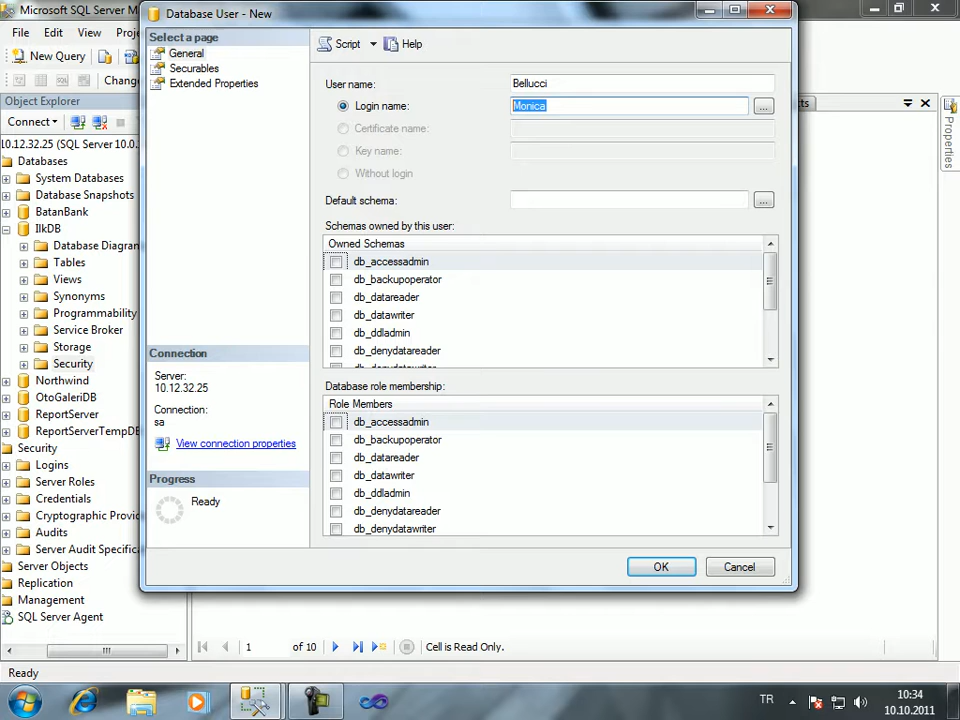 Microsoft SQL Server M
File Edit View
New Query
Object Explorer
Connect
10.12.32.25 (SQL Server 10.0.
Databases
System Databases
Database Snapshots
BatanBank
IlkDB
Database Diagran
Tables
Views
Synonyms
Programmability
Service Broker
Storage
Security
Northwind
OtoGaleriDB
ReportServer
ReportServerTempDB
Security
Logins
Server Roles
Credentials
Cryptographic Provi
Audits
Server Audit Specifica
Server Objects
Replication
Management
SQL Server Agent
Database User - New
Select a page
General
Securables
Extended Properties
Connection
Server:
10.12.32.25
Connection:
sa
View connection properties
Progress
Ready
Script Help
User name: Bellucci
Login name: Monica ...
Certificate name:
Key name:
Without login
Default schema: ...
Schemas owned by this user:
Owned Schemas
db_accessadmin
db_backupoperator
db_datareader
db_datawriter
db_ddladmin
db_denydatareader
db_denydatawriter
Database role membership:
Role Members
db_accessadmin
db_backupoperator
db_datareader
db_datawriter
db_ddladmin
db_denydatareader
db_denydatawriter
OK Cancel
Properties
1 of 10 Cell is Read Only.
Ready
TR 10:34
10.10.2011